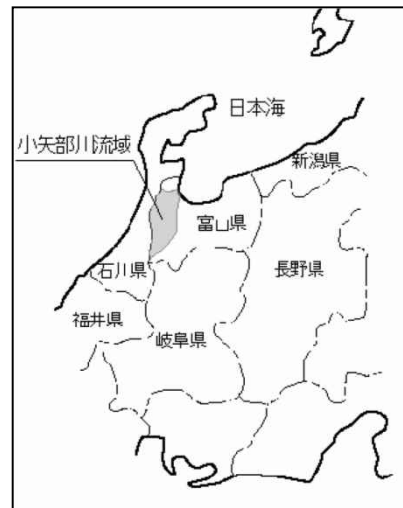 日本海
小矢部川流域
新潟県
富山県
石川県
長野県
福井県
岐阜県